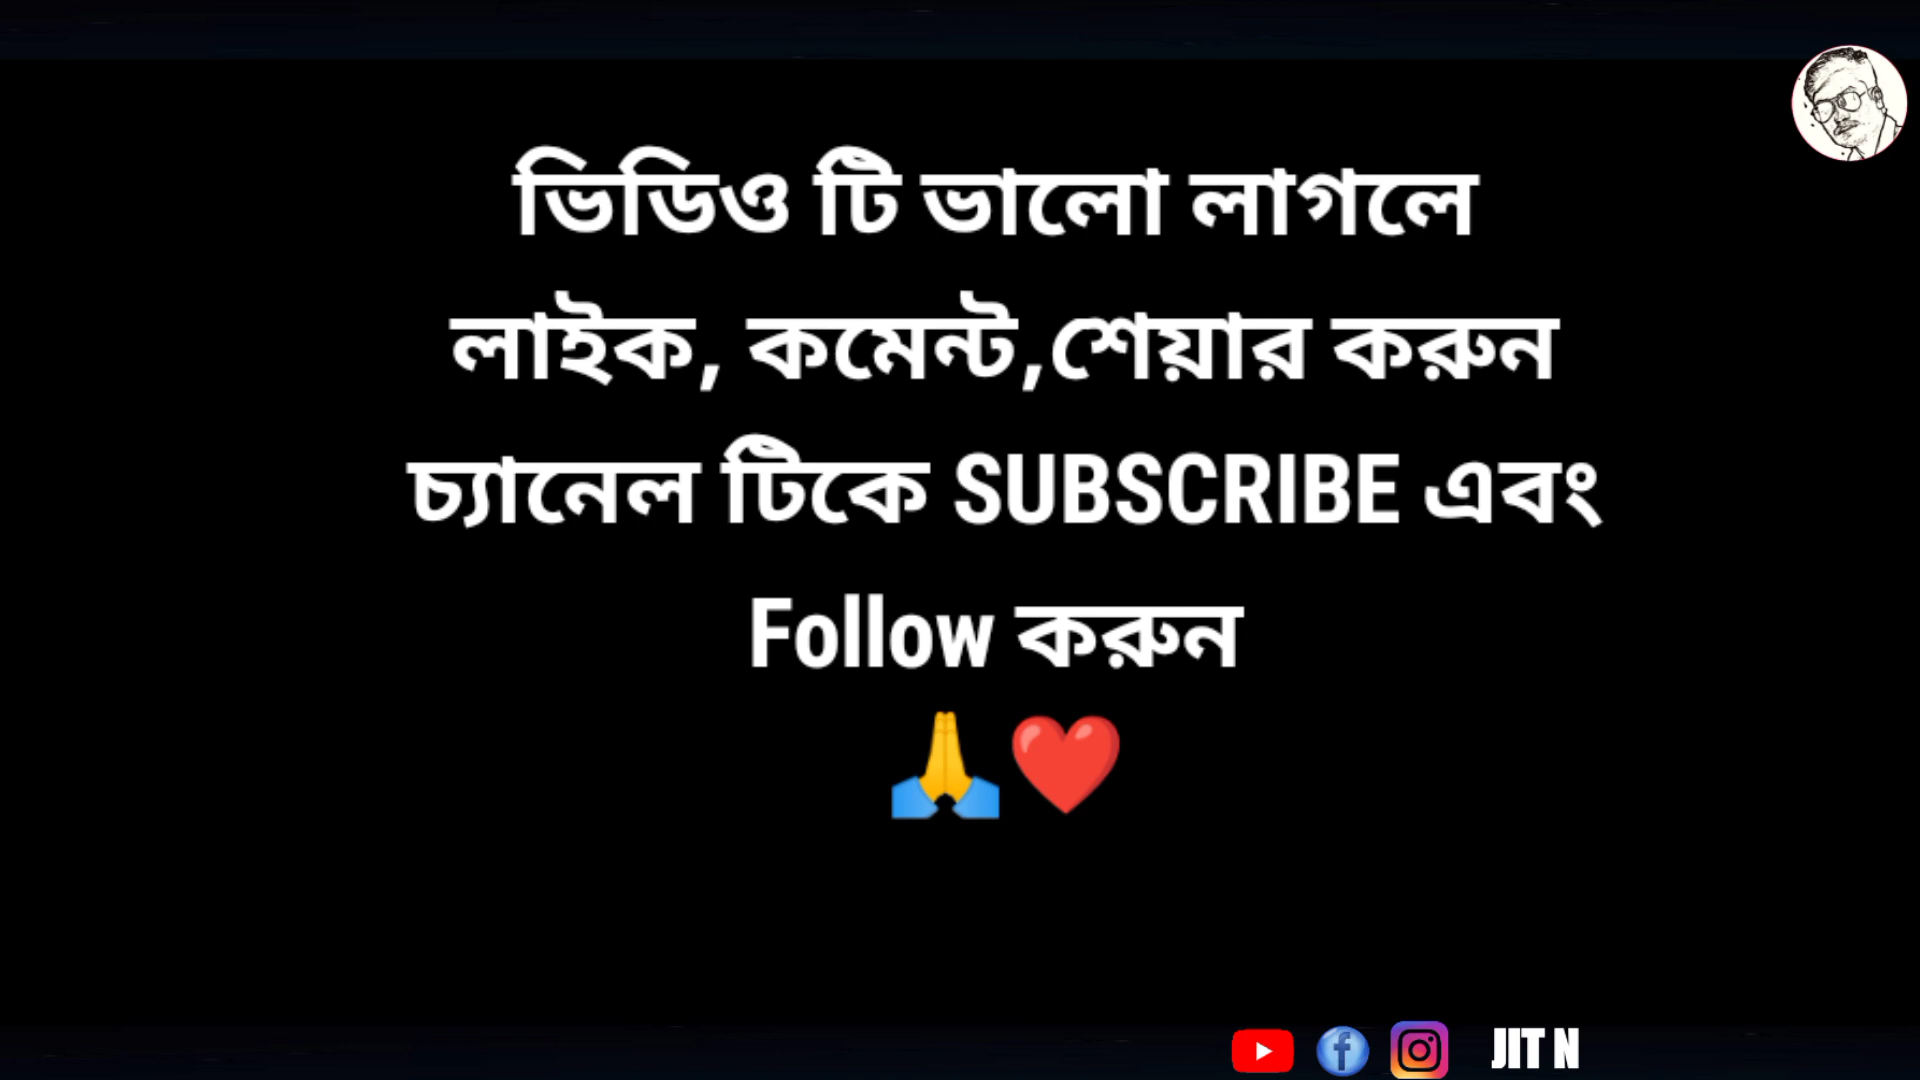 ভিডিও টি ভালো লাগলে
লাইক, কমেন্ট,শেয়ার করুন
চ্যানেল টিকে SUBSCRIBE এবং
Follow করুন
🙏❤️
JIT N